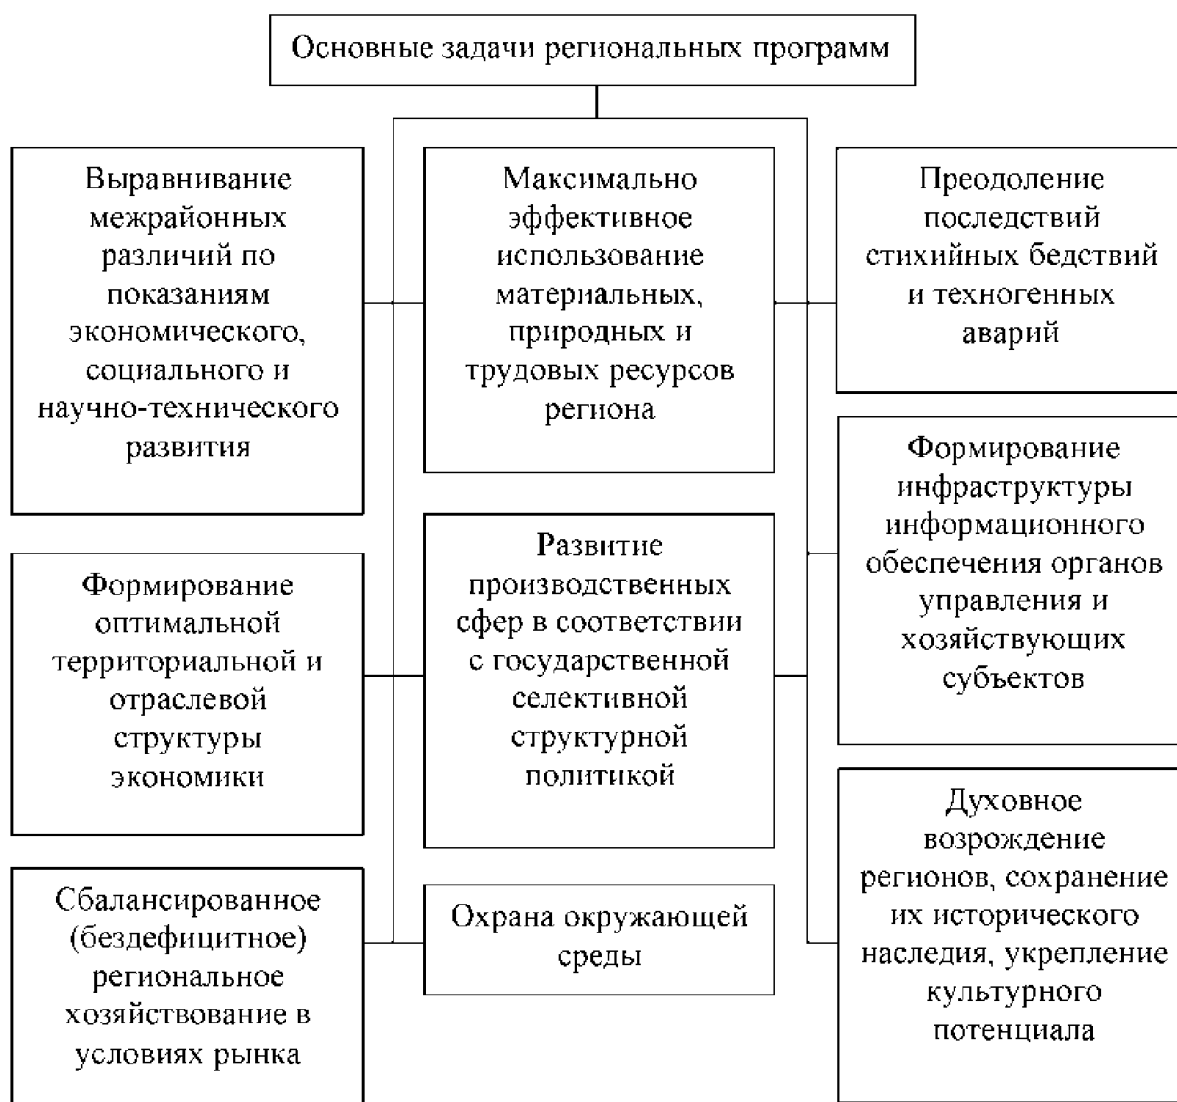 Основные задачи региональных программ
Выравнивание
межрайонных
различий по
показаниям
экономического,
социального и
научно-технического
развития
Максимально
эффективное
использование
материальных,
природных и
трудовых ресурсов
региона
Преодоление
последствий
стихийных бедствий
и техногенных
аварий
Формирование
оптимальной
территориальной и
отраслевой
структуры
экономики
Развитие
производственных
сфер в соответствии
с государственной
селективной
структурной
политикой
Формирование
инфраструктуры
информационного
обеспечения органов
управления и
хозяйствующих
субъектов
Сбалансированное
(бездефицитное)
региональное
хозяйствование в
условиях рынка
Охрана окружающей
среды
Духовное
возрождение
регионов, сохранение
их исторического
наследия, укрепление
культурного
потенциала